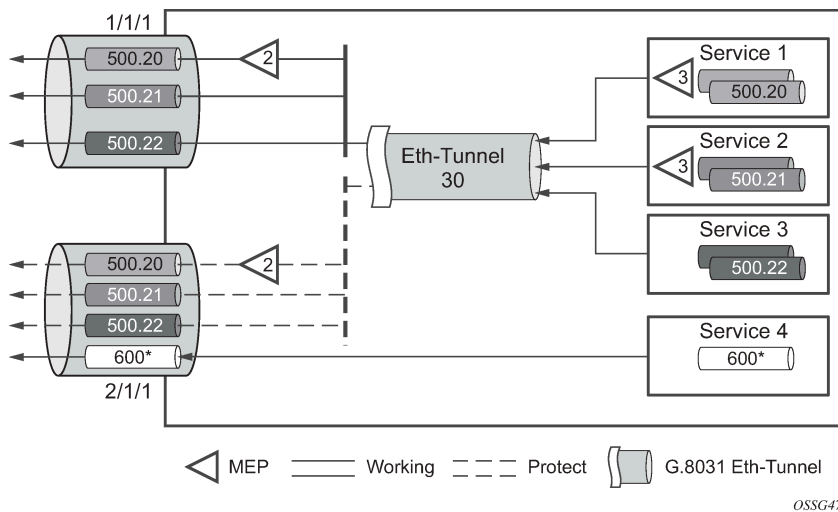 1/1/1
500.20
500.21
500.22
2
Eth-Tunnel
30
Service 1
3
500.20
Service 2
3
500.21
Service 3
500.22
500.20
500.21
500.22
600*
2
2/1/1
Service 4
600*
MEP
Working
Protect
G.8031 Eth-Tunnel
OSSG47